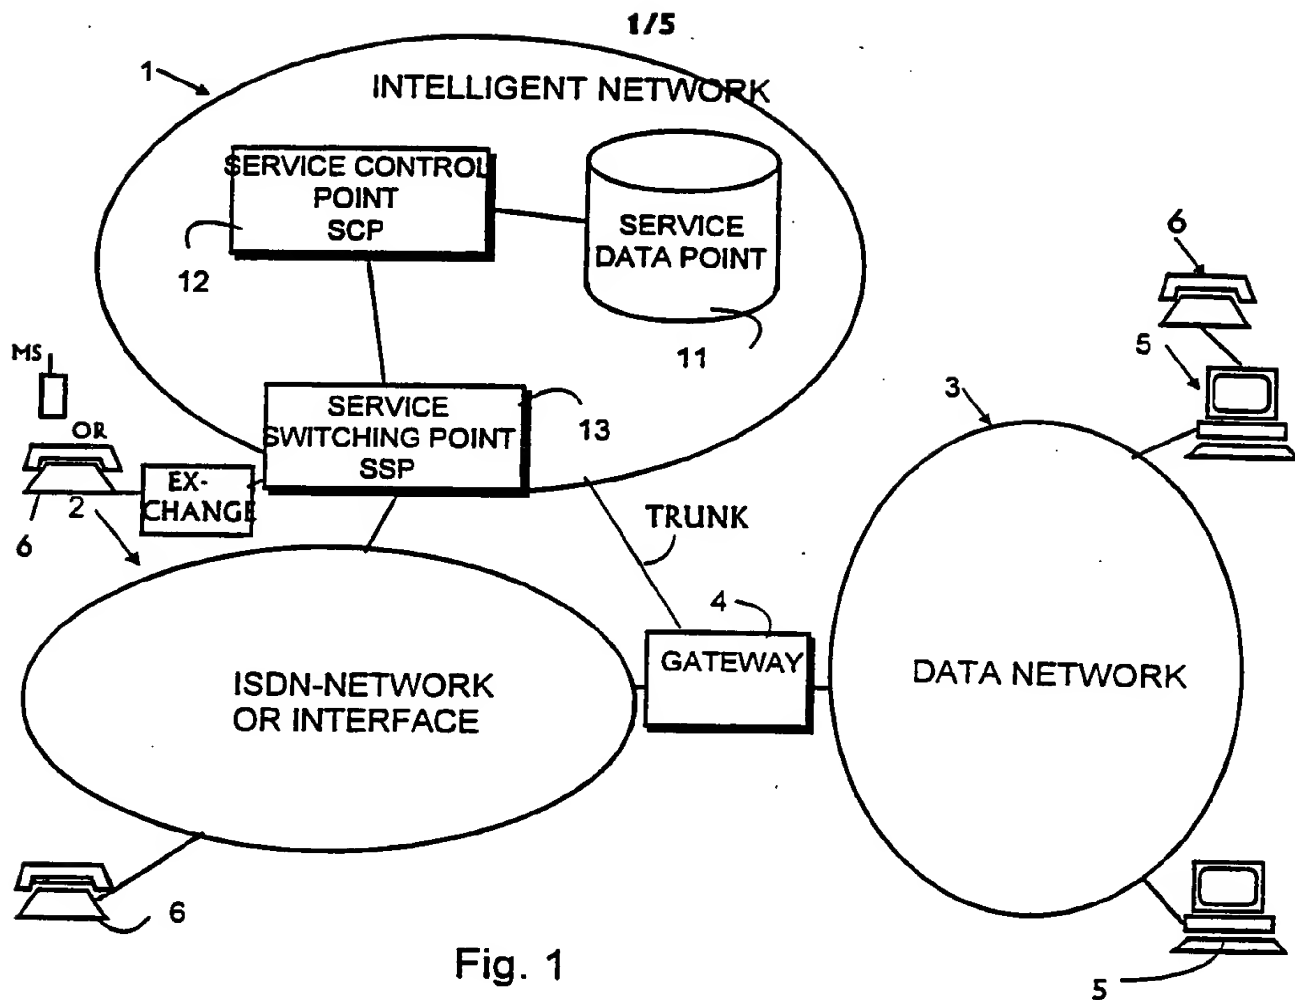 1/5
1
INTELLIGENT NETWORK
SERVICE CONTROL
POINT
SCP
12
SERVICE
DATA POINT
11
6
5
MS
OR
6
EX-
CHANGE
SERVICE
SWITCHING POINT
SSP
13
3
2
TRUNK
4
GATEWAY
ISDN-NETWORK
OR INTERFACE
DATA NETWORK
6
5
Fig. 1